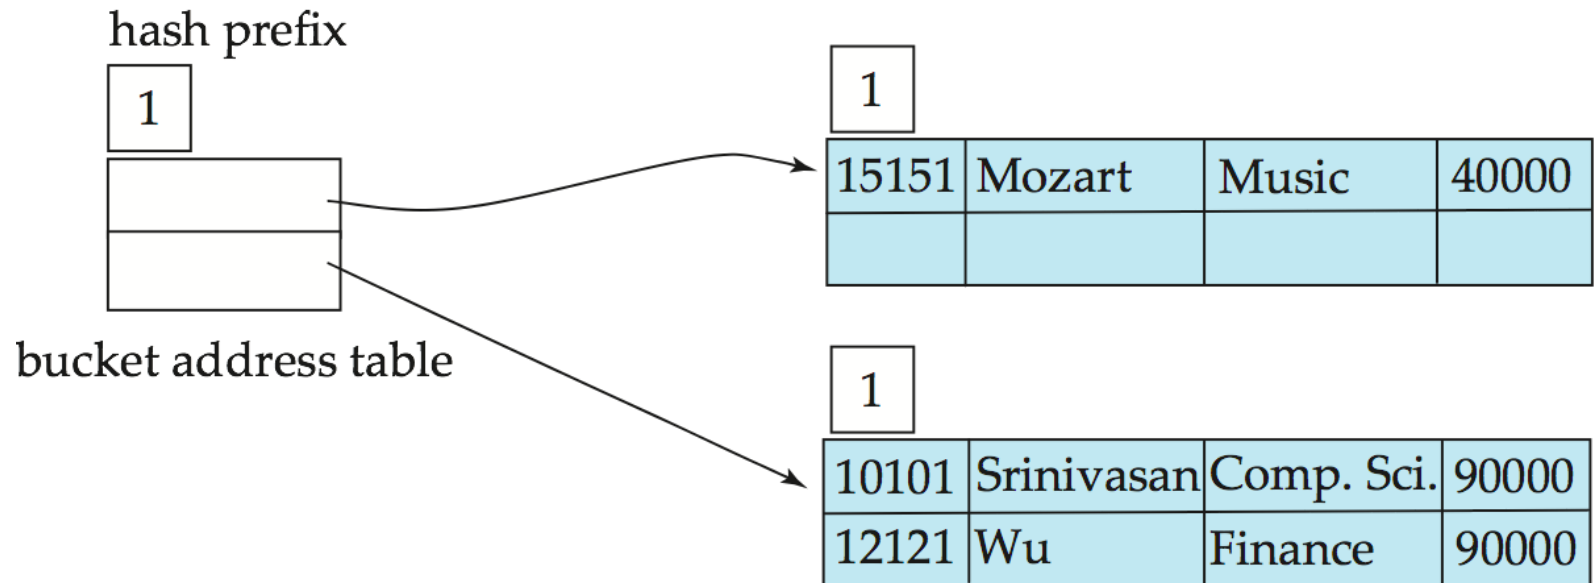 hash prefix
1
bucket address table
1
15151 Mozart Music 40000
1
10101 Srinivasan Comp. Sci. 90000
12121 Wu Finance 90000